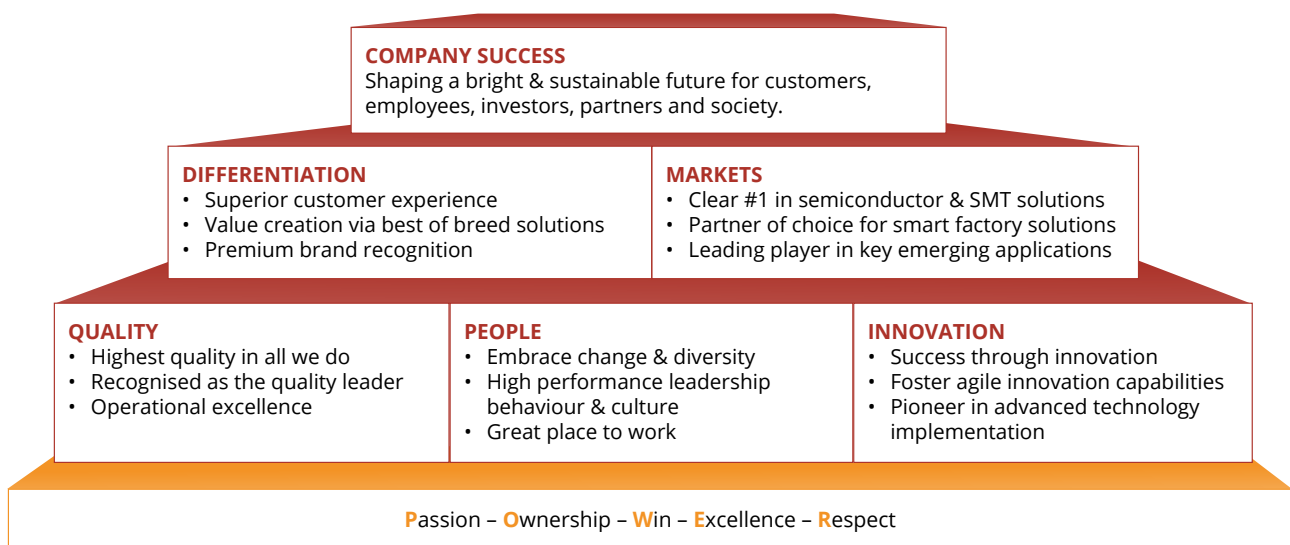 COMPANY SUCCESS
Shaping a bright & sustainable future for customers,
employees, investors, partners and society.
DIFFERENTIATION
• Superior customer experience
• Value creation via best of breed solutions
• Premium brand recognition
MARKETS
• Clear #1 in semiconductor & SMT solutions
• Partner of choice for smart factory solutions
• Leading player in key emerging applications
QUALITY
• Highest quality in all we do
• Recognised as the quality leader
• Operational excellence
PEOPLE
• Embrace change & diversity
• High performance leadership
behaviour & culture
• Great place to work
INNOVATION
• Success through innovation
• Foster agile innovation capabilities
• Pioneer in advanced technology
implementation
Passion – Ownership – Win – Excellence – Respect